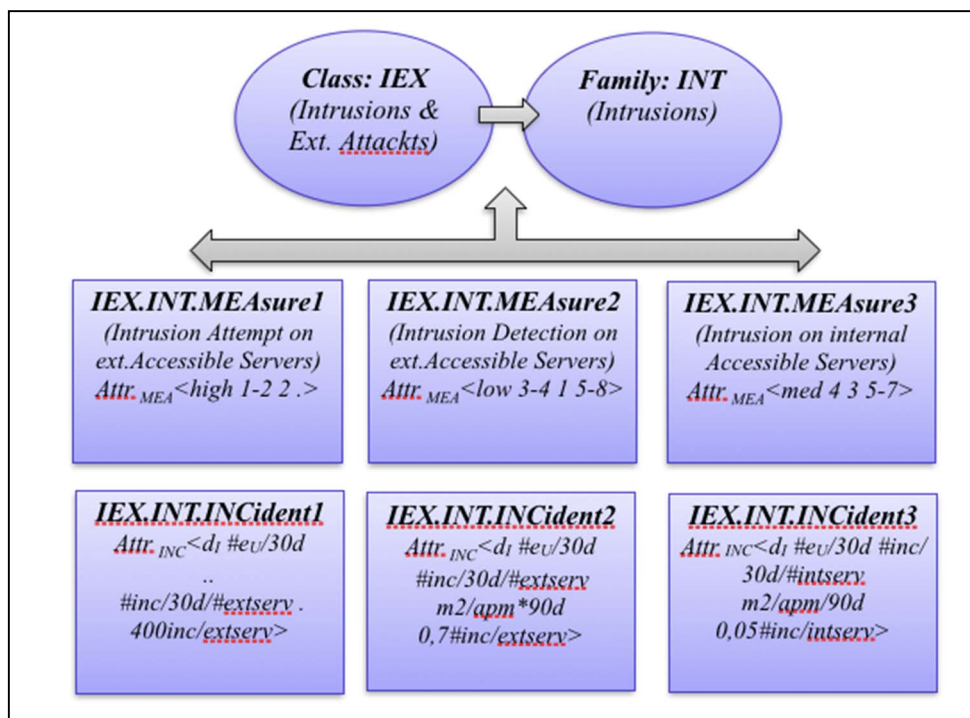 Class: IEX
(Intrusions &
Ext. Attackts)
Family: INT
(Intrusions)
IEX.INT.MEAsure1
(Intrusion Attempt on
ext.Accessible Servers)
Attr. MEA<high 1-2 2 .>
IEX.INT.MEAsure2
(Intrusion Detection on
ext.Accessible Servers)
Attr. MEA<low 3-4 1 5-8>
IEX.INT.MEAsure3
(Intrusion on internal
Accessible Servers)
Attr. MEA<med 4 3 5-7>
IEX.INT.INCident1
Attr. INC<dI #eU/30d
..
#inc/30d/#extserv .
400inc/extserv>
IEX.INT.INCident2
Attr. INC<dI #eU/30d
#inc/30d/#extserv
m2/apm*90d
0,7#inc/extserv>
IEX.INT.INCident3
Attr. INC<dI #eU/30d #inc/
30d/#intserv
m2/apm/90d
0,05#inc/intserv>